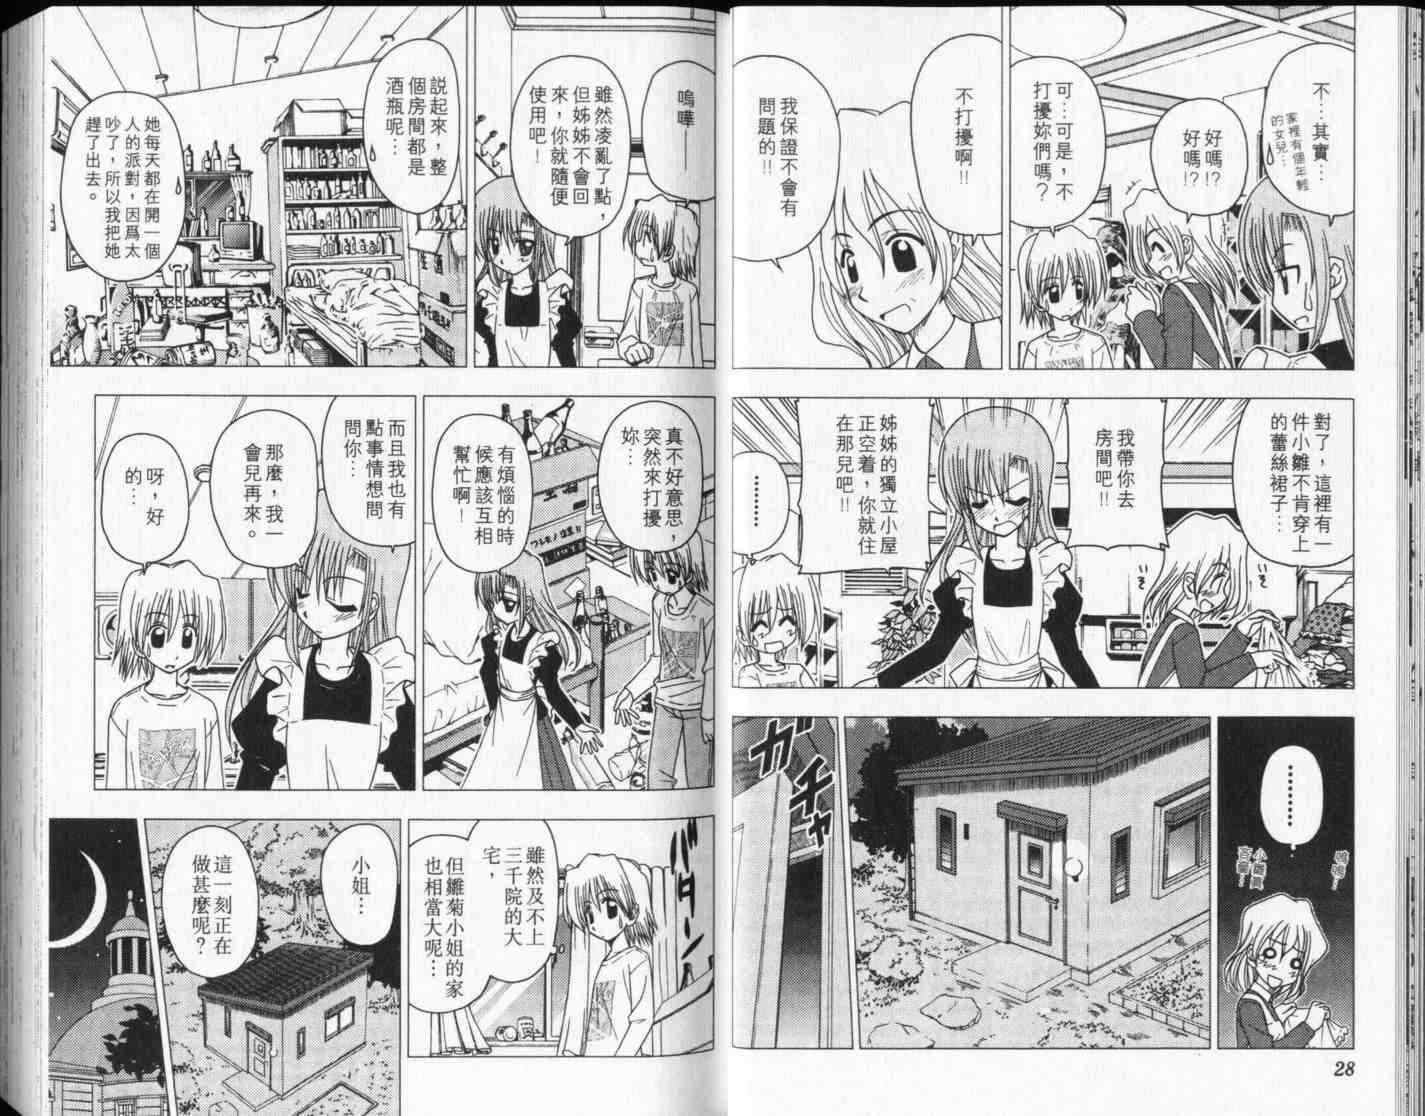 不…其實…
家裡有個年輕
的女兒…
好嗎!?
好嗎!?
可…可是，不
打擾妳們嗎？
不打擾啊!!
我保證不會有
問題的!!
對了，這裡有一
件小雛不肯穿上
的蕾絲裙子…
我帶你去
房間吧!!
姊姊的獨立小屋
正空着，你就住
在那兒吧!!
………
………
嗚嗚…
ガチャ
28
嗚嘩—
雖然凌亂了點，
但姊姊不會回
來，你就隨便
使用吧！
說起來，整
個房間都是
酒瓶呢…
她每天都在開一個
人的派對，因爲太
吵了，所以我把她
趕了出去。
真不好意思，
突然來打擾
妳…
有煩惱的時
候應該互相
幫忙啊！
而且我也有
點事情想問
問你…
那麼，我一
會兒再來。
呀，好
的…
バターン
雖然及不上
三千院的大
宅，
但雛菊小姐的家
也相當大呢…
小姐…
這一刻正在
做甚麼呢？